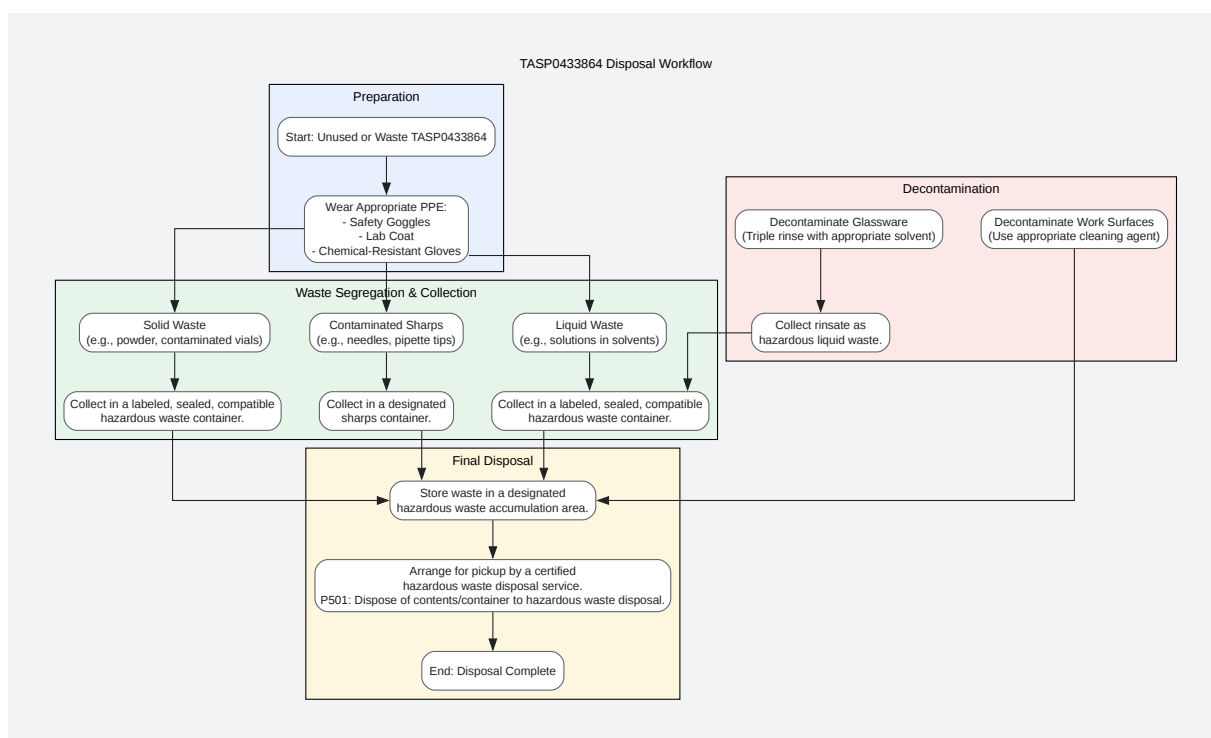 TASP0433864 Disposal Workflow
Preparation
Start: Unused or Waste TASP0433864
Wear Appropriate PPE:
- Safety Goggles
- Lab Coat
- Chemical-Resistant Gloves
Decontamination
Decontaminate Glassware
(Triple rinse with appropriate solvent)
Decontaminate Work Surfaces
(Use appropriate cleaning agent)
Collect rinsate as
hazardous liquid waste.
Waste Segregation & Collection
Solid Waste
(e.g., powder, contaminated vials)
Contaminated Sharps
(e.g., needles, pipette tips)
Liquid Waste
(e.g., solutions in solvents)
Collect in a labeled, sealed, compatible
hazardous waste container.
Collect in a designated
sharps container.
Collect in a labeled, sealed, compatible
hazardous waste container.
Final Disposal
Store waste in a designated
hazardous waste accumulation area.
Arrange for pickup by a certified
hazardous waste disposal service.
P501: Dispose of contents/container to hazardous waste disposal.
End: Disposal Complete